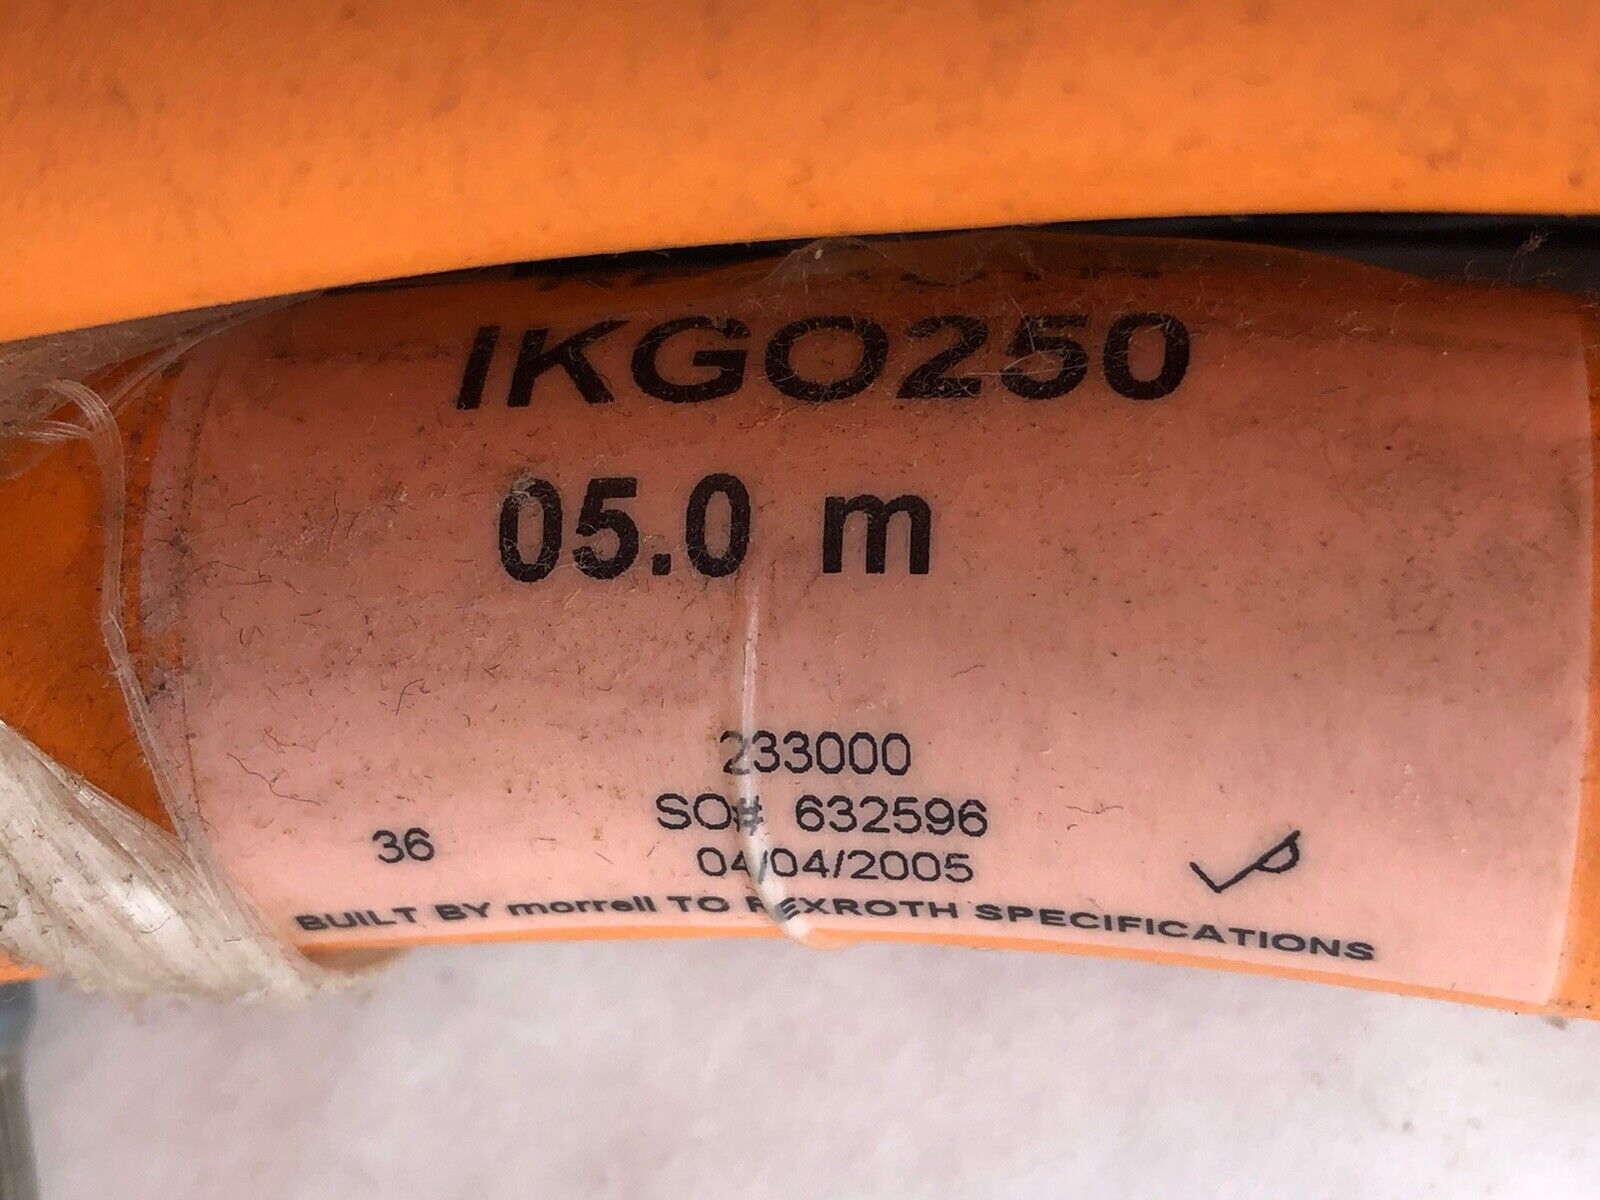 IKGO250
05.0 m
233000
SO# 632596
36
04/04/2005
BUILT BY morrell TO REXROTH SPECIFICATIONS